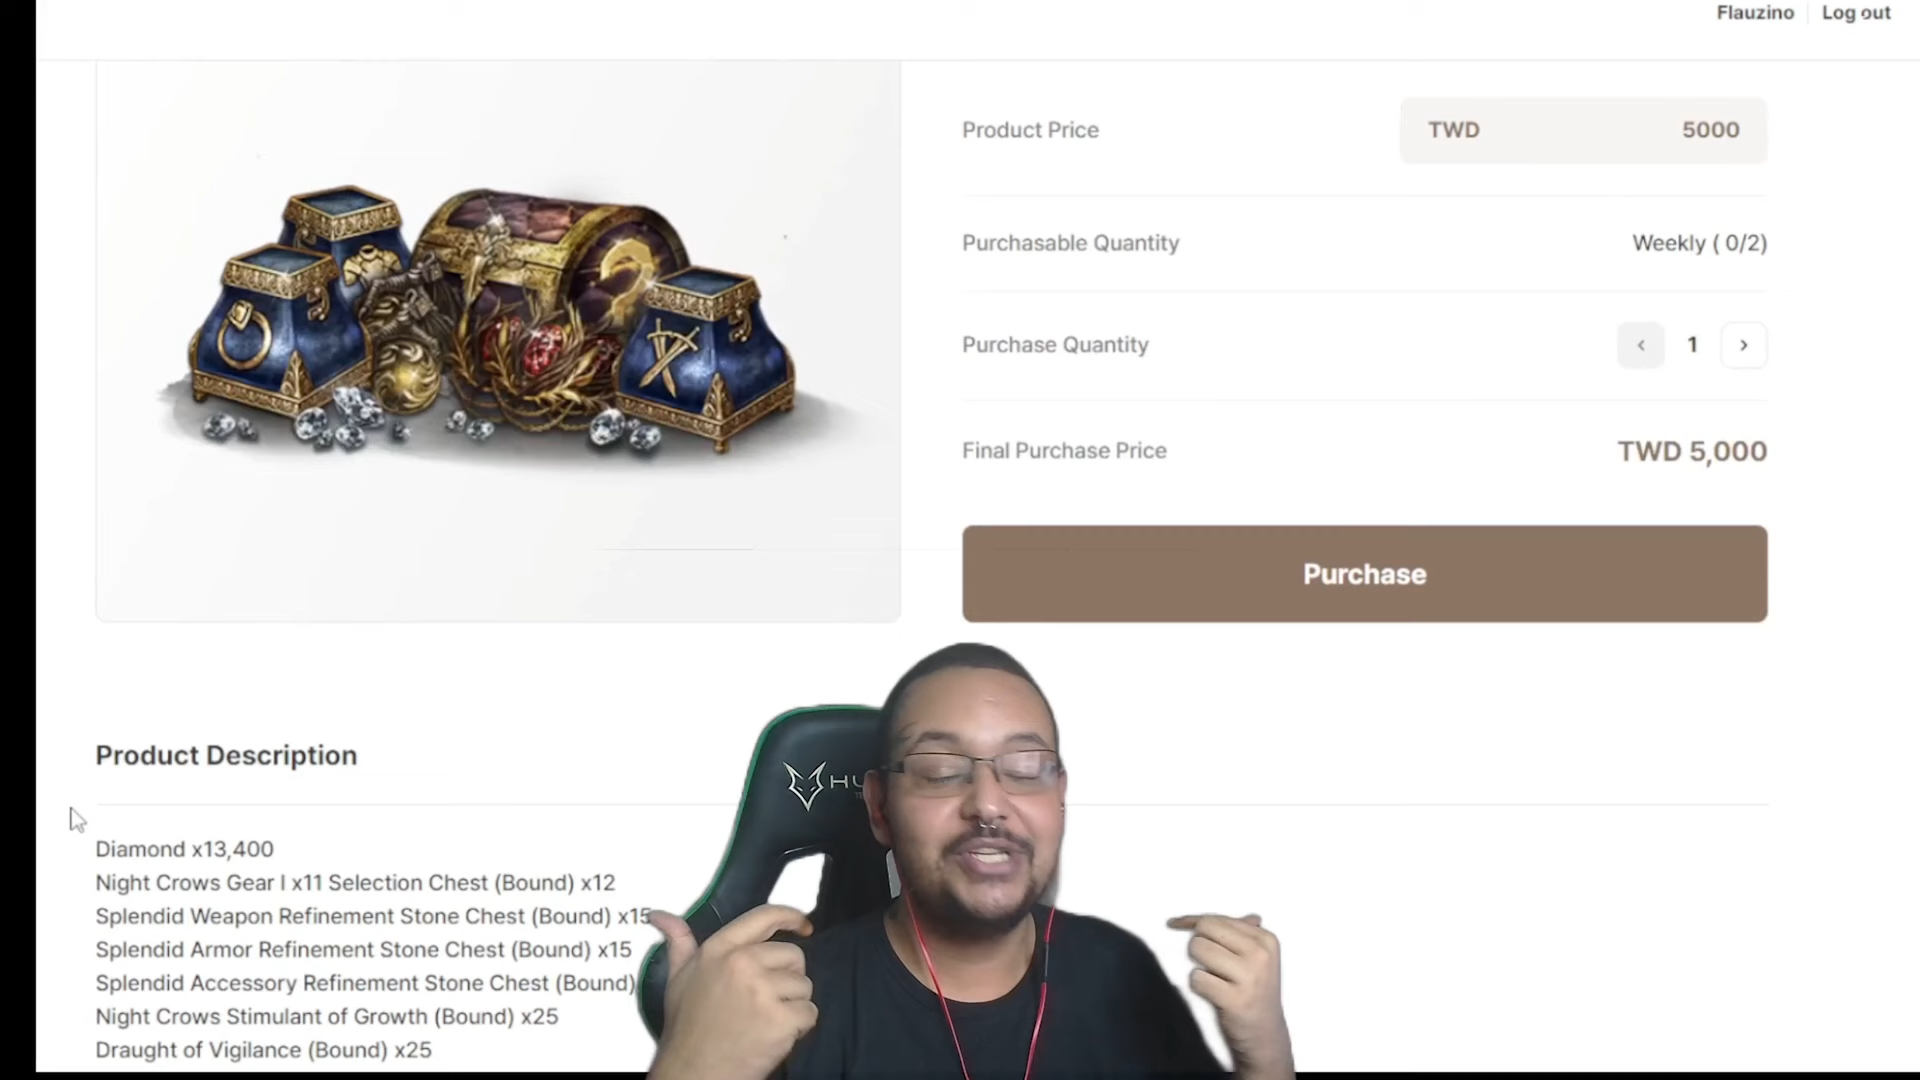 Flauzino Log out
Product Price TWD 5000
Purchasable Quantity Weekly ( 0/2)
Purchase Quantity ‹ 1 ›
Final Purchase Price TWD 5,000
Purchase
Product Description
Diamond x13,400
Night Crows Gear I x11 Selection Chest (Bound) x12
Splendid Weapon Refinement Stone Chest (Bound) x15
Splendid Armor Refinement Stone Chest (Bound) x15
Splendid Accessory Refinement Stone Chest (Bound)
Night Crows Stimulant of Growth (Bound) x25
Draught of Vigilance (Bound) x25